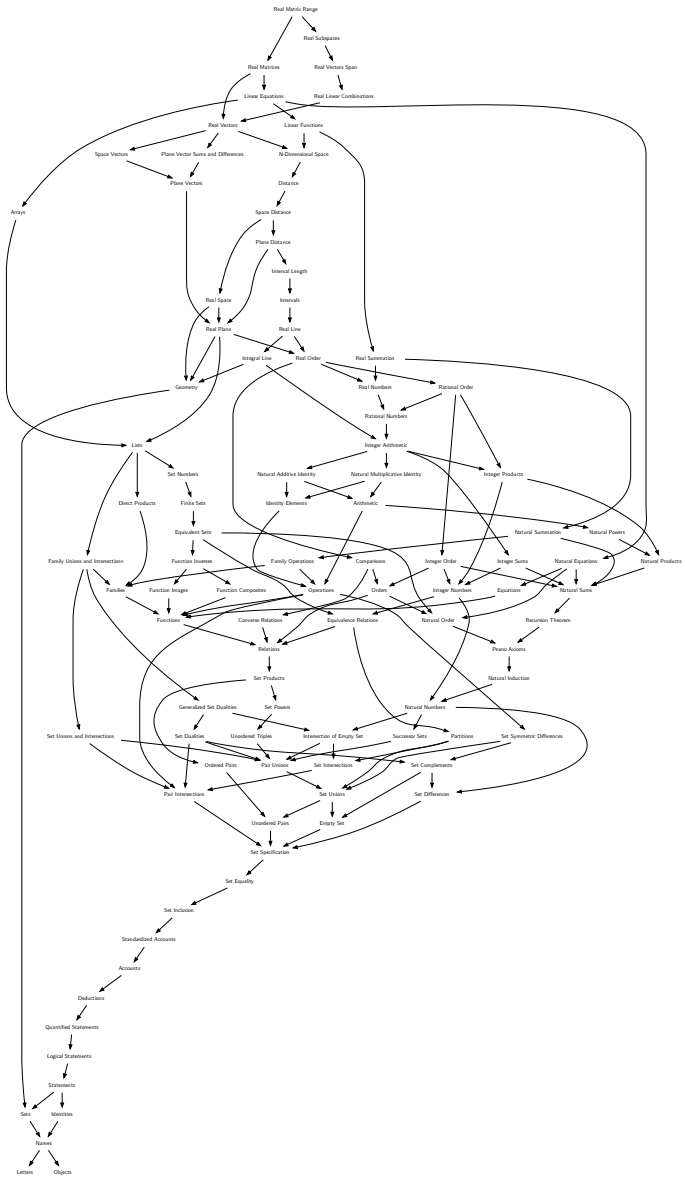 Real Matrix Range
Real Subspaces
Real Matrices
Real Vectors Span
Linear Equations
Real Linear Combinations
Real Vectors
Linear Functions
Space Vectors
Plane Vector Sums and Differences
N-Dimensional Space
Plane Vectors
Distance
Arrays
Space Distance
Plane Distance
Interval Length
Real Space
Intervals
Real Plane
Real Line
Integral Line
Real Order
Real Summation
Geometry
Real Numbers
Rational Order
Rational Numbers
Lists
Integer Arithmetic
Set Numbers
Natural Additive Identity
Natural Multiplicative Identity
Integer Products
Direct Products
Finite Sets
Identity Elements
Arithmetic
Equivalent Sets
Natural Summation
Natural Powers
Family Unions and Intersections
Function Inverses
Family Operations
Comparisons
Integer Order
Integer Sums
Natural Equations
Natural Products
Families
Function Images
Function Composites
Operations
Orders
Integer Numbers
Equations
Natural Sums
Functions
Converse Relations
Equivalence Relations
Natural Order
Recursion Theorem
Relations
Peano Axioms
Set Products
Natural Induction
Generalized Set Dualities
Set Powers
Natural Numbers
Set Unions and Intersections
Set Dualities
Unordered Triples
Intersection of Empty Set
Successor Sets
Partitions
Set Symmetric Differences
Ordered Pairs
Pair Unions
Set Intersections
Set Complements
Pair Intersections
Set Unions
Set Differences
Unordered Pairs
Empty Set
Set Specification
Set Equality
Set Inclusion
Standardized Accounts
Accounts
Deductions
Quantified Statements
Logical Statements
Statements
Sets
Identities
Names
Letters
Objects